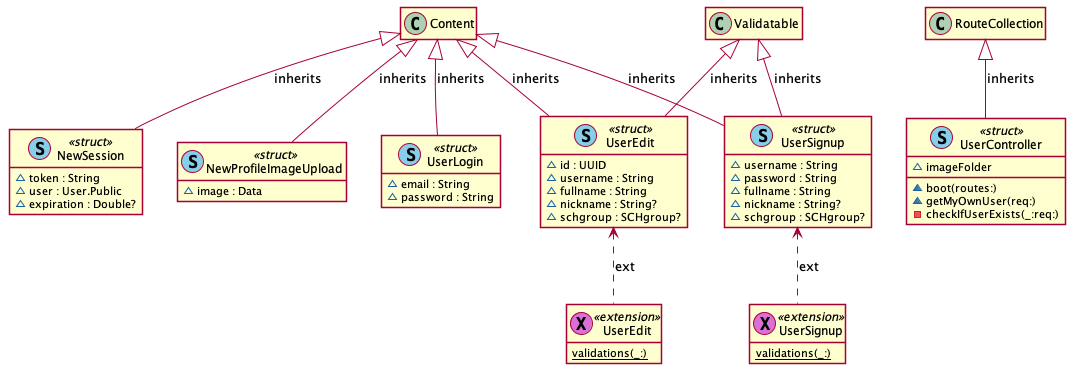 C Content
C Validatable
C RouteCollection
inherits
inherits
inherits
inherits
inherits
inherits
inherits
inherits
S «struct»
NewSession
token : String
user : User.Public
expiration : Double?
S «struct»
NewProfileImageUpload
image : Data
S «struct»
UserLogin
email : String
password : String
S «struct»
UserEdit
id : UUID
username : String
fullname : String
nickname : String?
schgroup : SCHgroup?
S «struct»
UserSignup
username : String
password : String
fullname : String
nickname : String?
schgroup : SCHgroup?
S «struct»
UserController
imageFolder
boot(routes:)
getMyOwnUser(req:)
checkIfUserExists(_:req:)
ext
ext
X «extension»
UserEdit
validations(_:)
X «extension»
UserSignup
validations(_:)